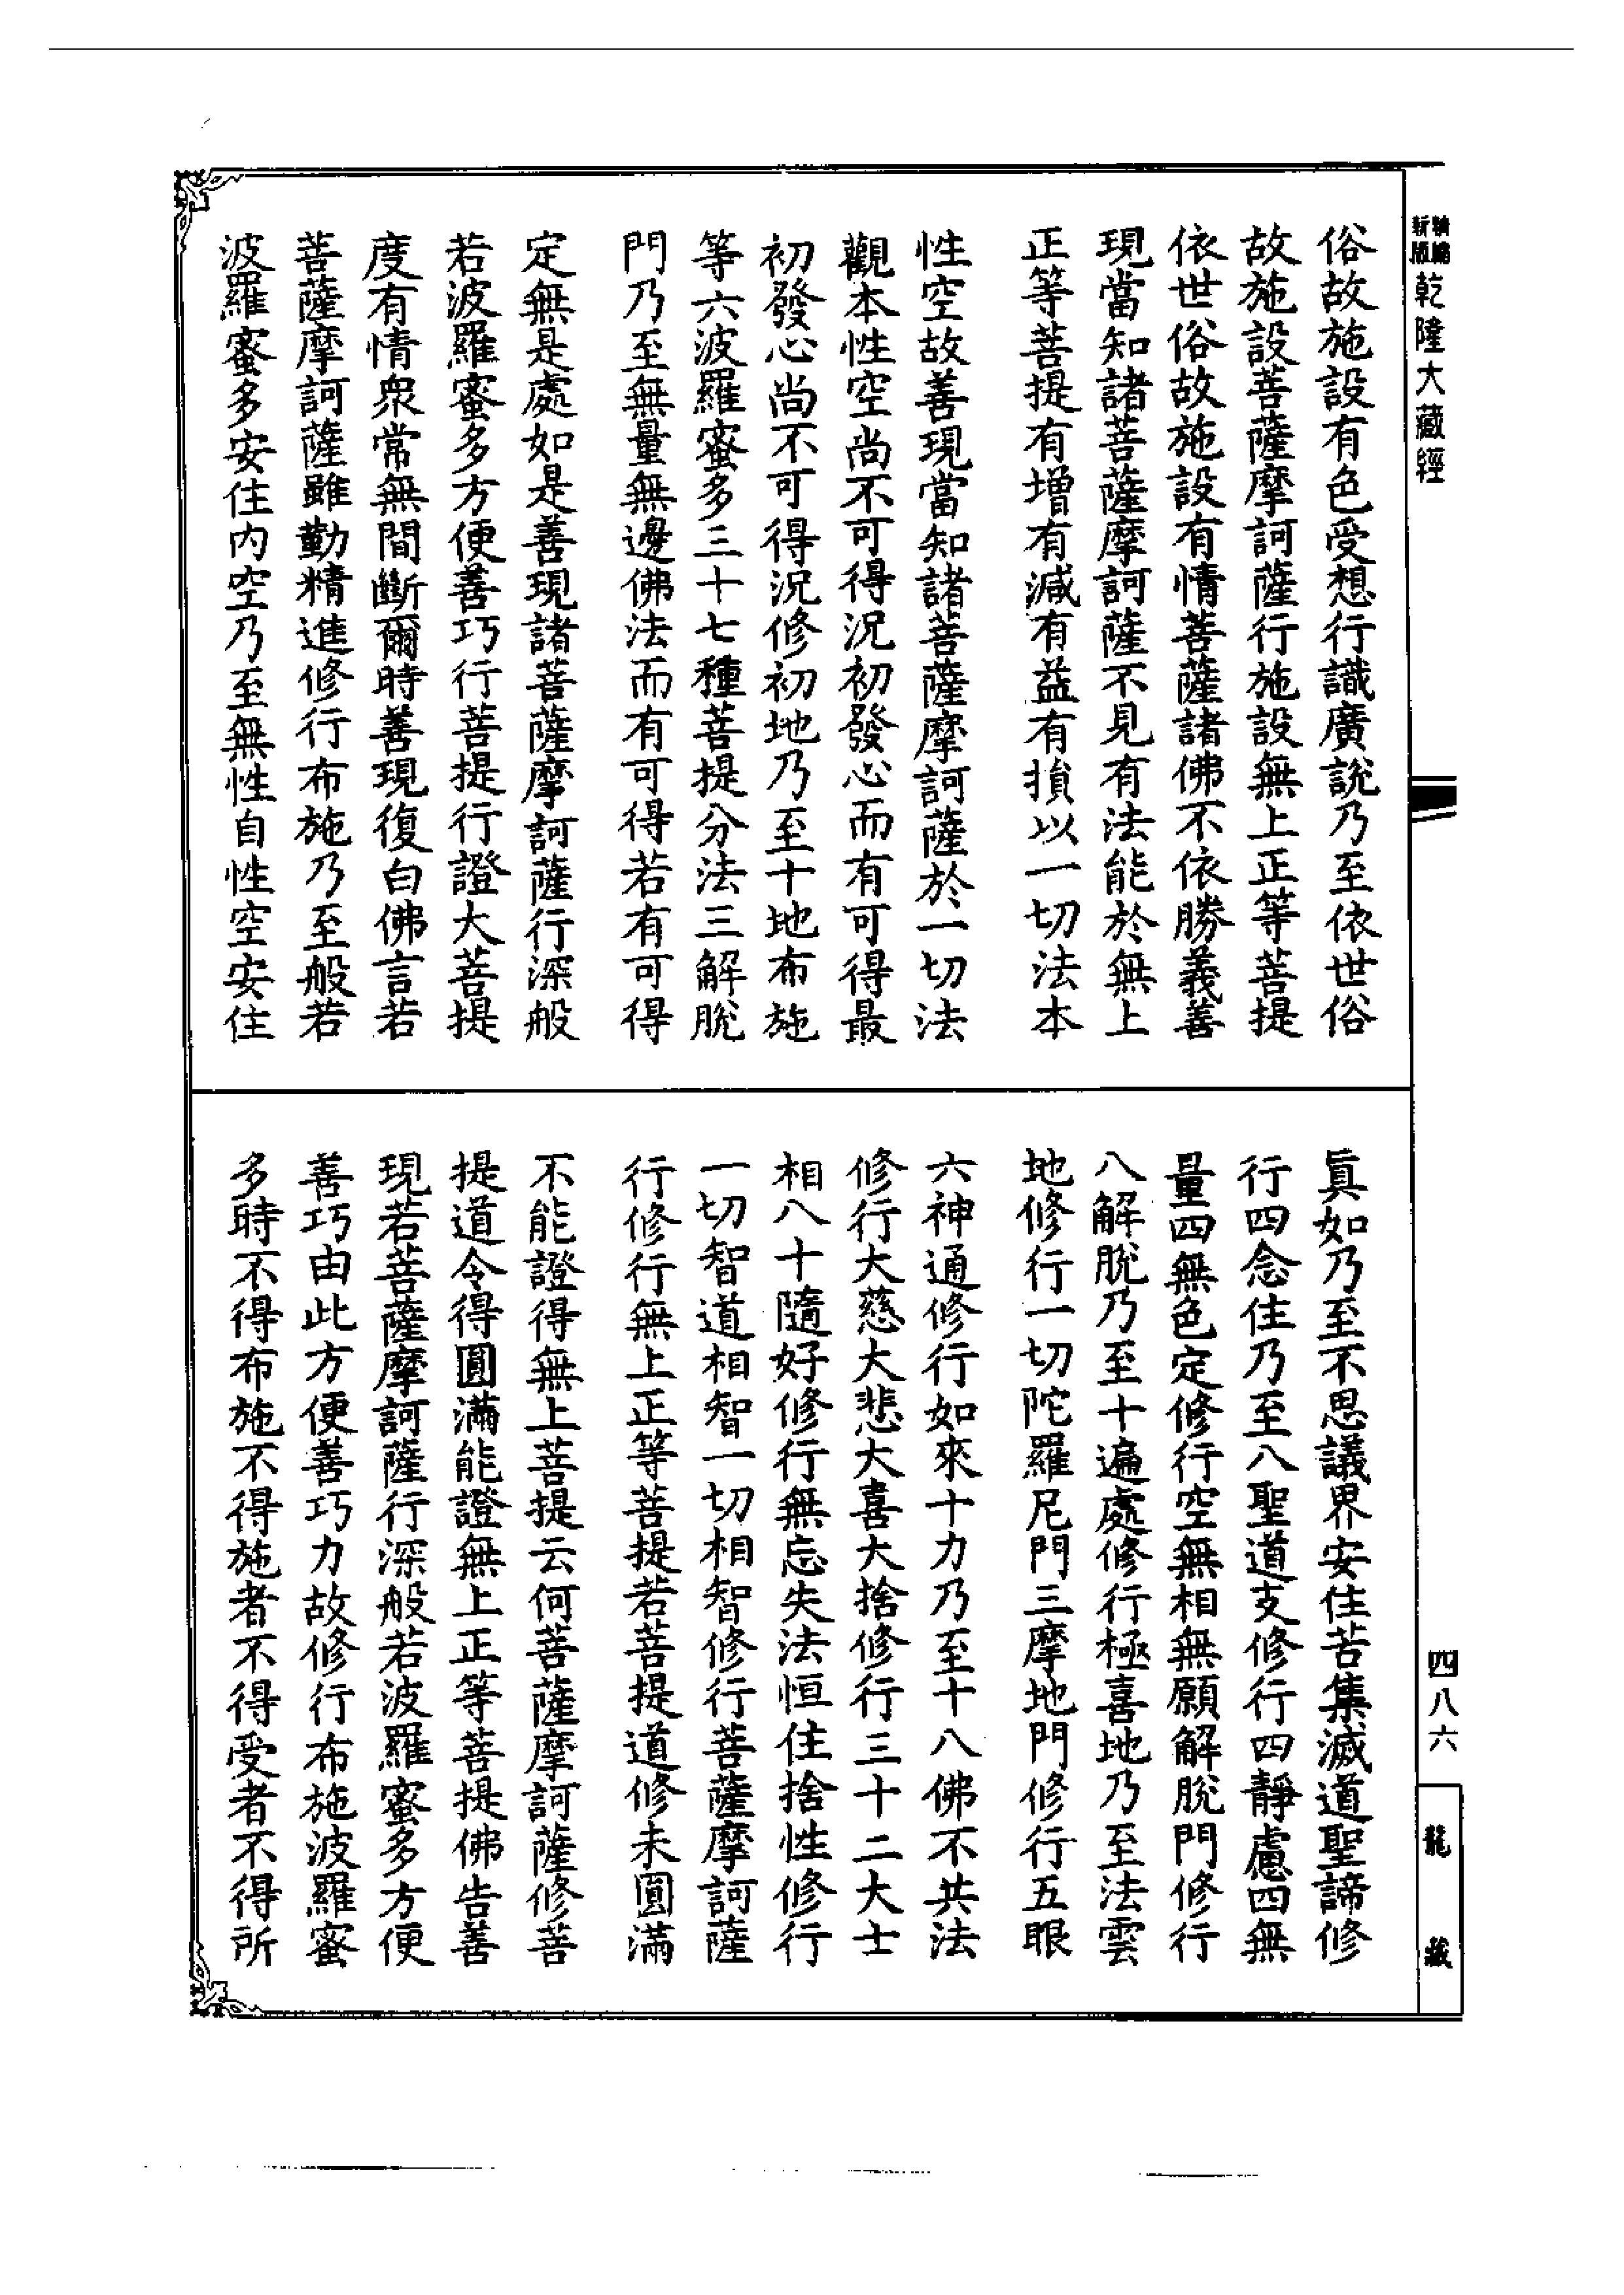 新編
新版
乾隆大藏經
俗故施設有色受想行識廣說乃至依世俗
故施設菩薩摩訶薩行施設無上正等菩提
依世俗故施設有情菩薩諸佛不依勝義善
現當知諸菩薩摩訶薩不見有法能於無上
正等菩提有增有減有益有損以一切法本
性空故善現當知諸菩薩摩訶薩於一切法
觀本性空尚不可得況初發心而有可得最
初發心尚不可得況修初地乃至十地布施
等六波羅蜜多三十七種菩提分法三解脫
門乃至無量無邊佛法而有可得若有可得
定無是處如是善現諸菩薩摩訶薩行深般
若波羅蜜多方便善巧行菩提行證大菩提
度有情眾常無間斷爾時善現復白佛言若
菩薩摩訶薩雖勤精進修行布施乃至般若
波羅蜜多安住內空乃至無性自性空安住
真如乃至不思議界安住苦集滅道聖諦修
行四念住乃至八聖道支修行四靜慮四無
量四無色定修行空無相無願解脫門修行
八解脫乃至十遍處修行極喜地乃至法雲
地修行一切陀羅尼門三摩地門修行五眼
六神通修行如來十力乃至十八佛不共法
修行大慈大悲大喜大捨修行三十二大士
相八十隨好修行無忘失法恒住捨性修行
一切智道相智一切相智修行菩薩摩訶薩
行修行無上正等菩提若菩提道修未圓滿
不能證得無上菩提云何菩薩摩訶薩修菩
提道令得圓滿能證無上正等菩提佛告善
現若菩薩摩訶薩行深般若波羅蜜多方便
善巧由此方便善巧力故修行布施波羅蜜
多時不得布施不得施者不得受者不得所
四八六
龍藏